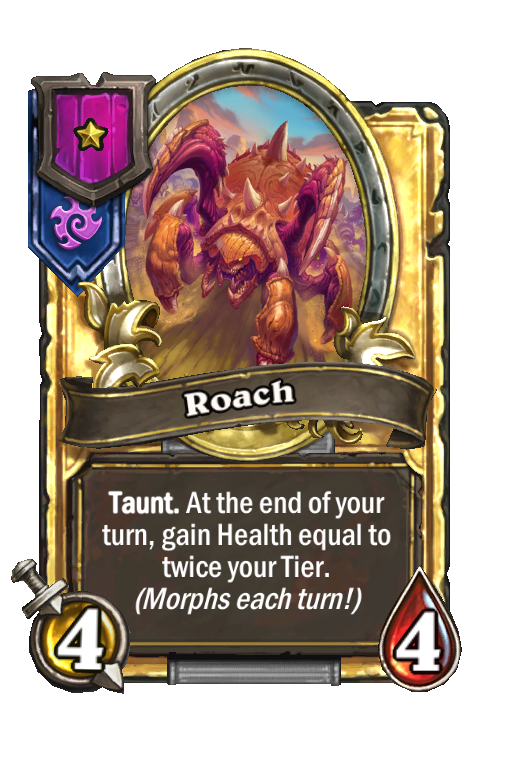 Roach
Taunt. At the end of your
turn, gain Health equal to
twice your Tier.
(Morphs each turn!)
4
4